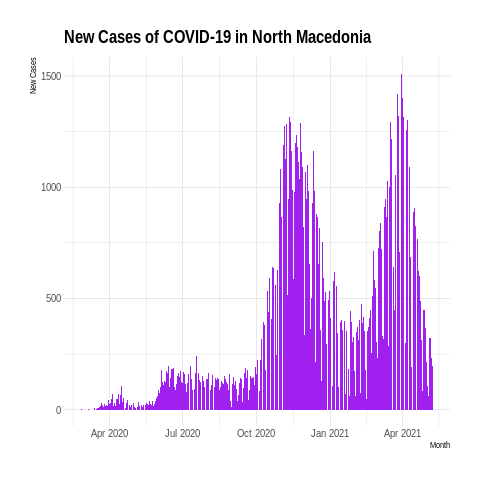 New Cases of COVID-19 in North Macedonia
New Cases
1500
1000
500
0
Apr 2020 Jul 2020 Oct 2020 Jan 2021 Apr 2021
Month